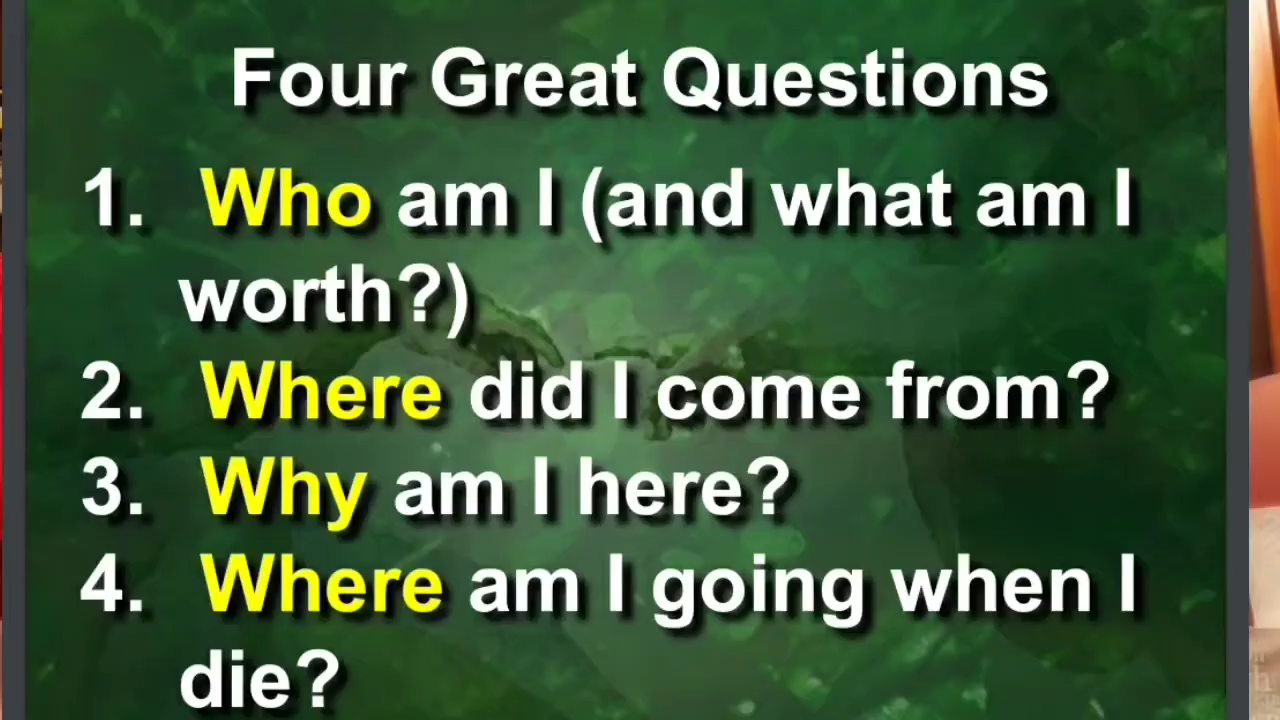 Four Great Questions
1. Who am I (and what am I
worth?)
2. Where did I come from?
3. Why am I here?
4. Where am I going when I
die?